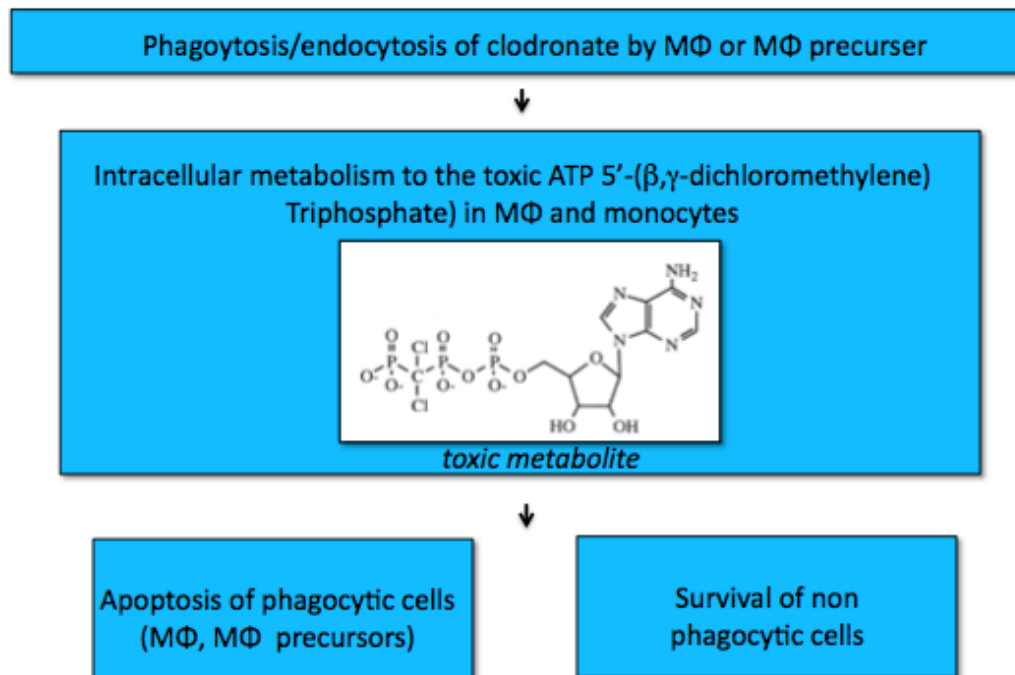 Phagoytosis/endocytosis of clodronate by MΦ or MΦ precurser
Intracellular metabolism to the toxic ATP 5′-(β,γ-dichloromethylene)
Triphosphate) in MΦ and monocytes
NH2
N N
N N
O O O
Cl
O-P-C-P-O-P-O
O- O- O-
Cl
O
HO OH
toxic metabolite
Apoptosis of phagocytic cells
(MΦ, MΦ precursors)
Survival of non
phagocytic cells